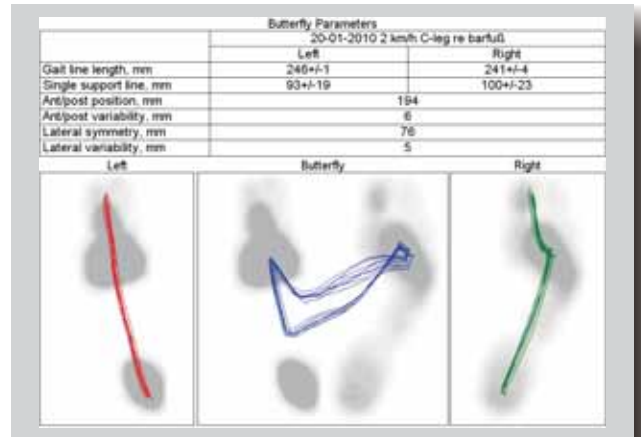 Butterfly Parameters
20-01-2010 2 km/h C-leg re barfuß
Left Right
Gait line length, mm 246+/-1 241+/-4
Single support line, mm 93+/-19 100+/-23
Ant/post position, mm 194
Ant/post variability, mm 6
Lateral symmetry, mm 76
Lateral variability, mm 5
Left Butterfly Right